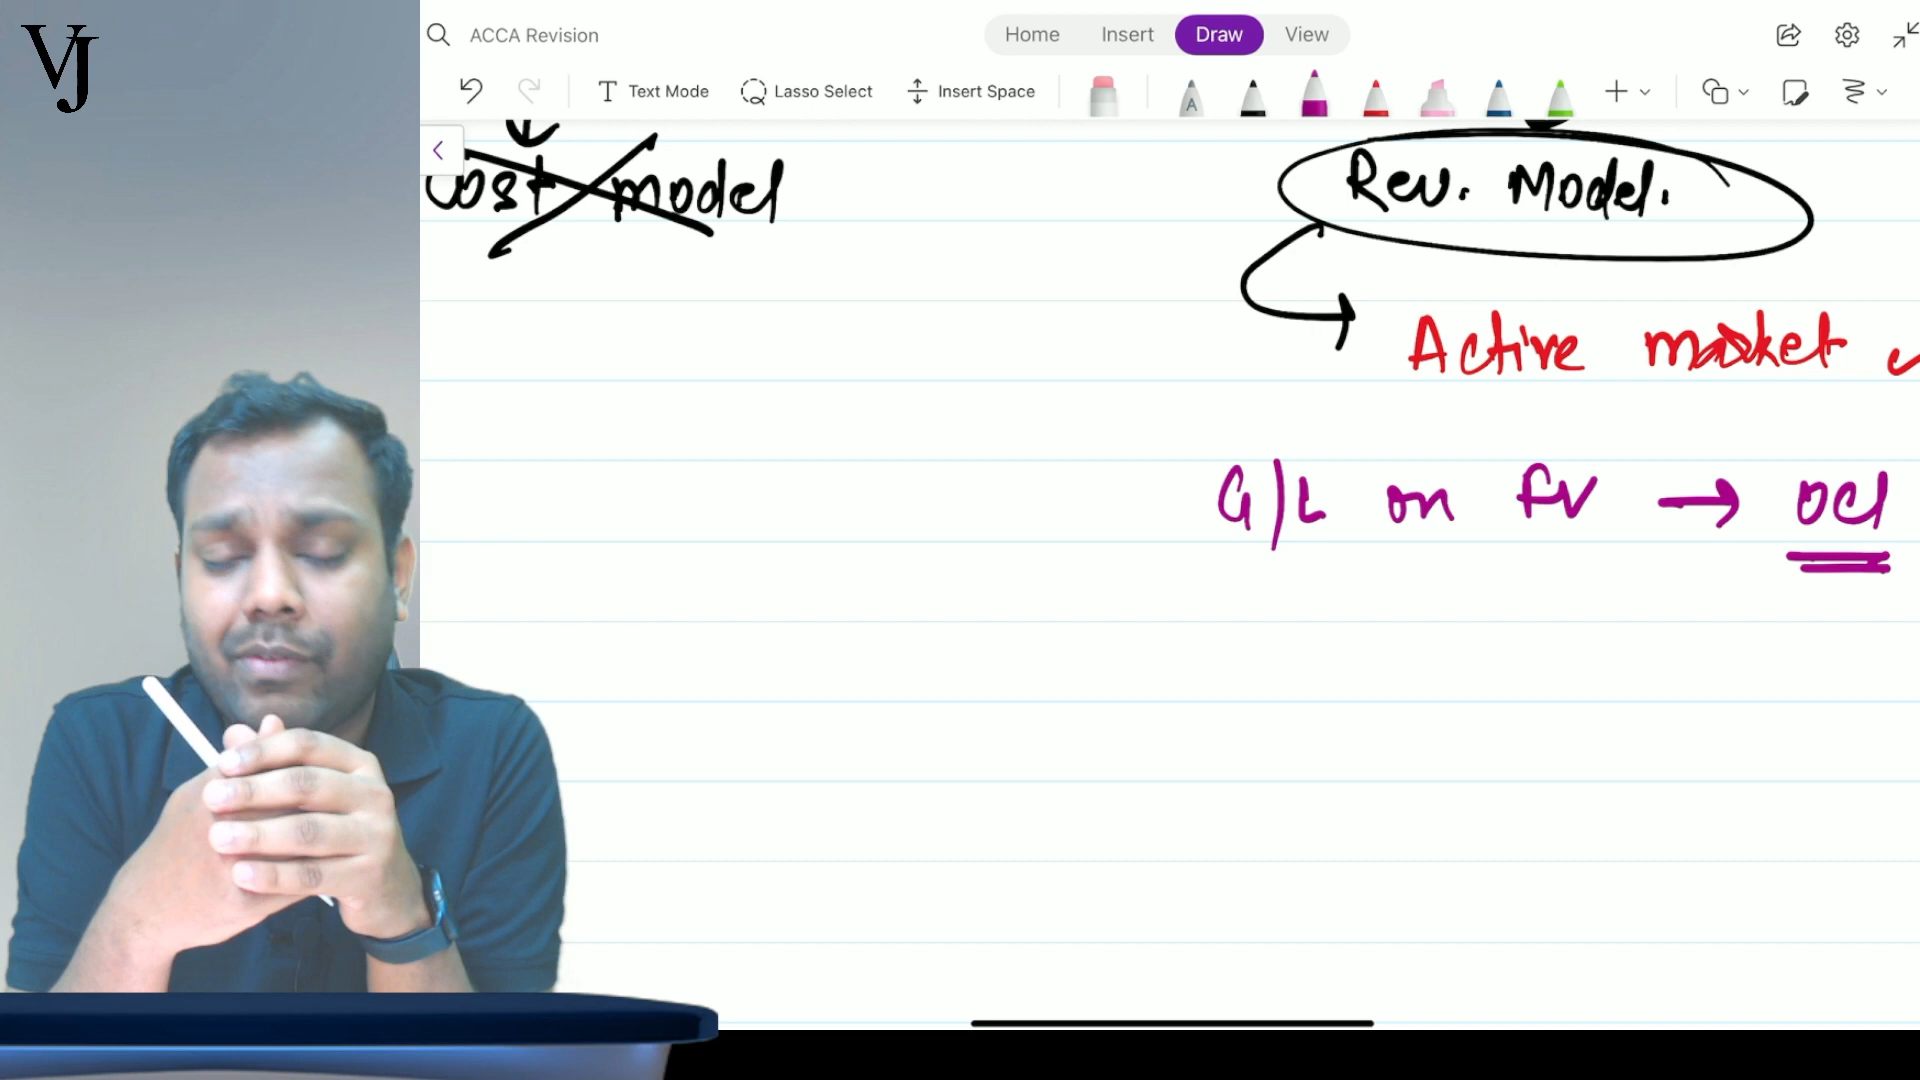 VJ
ACCA Revision
Home Insert Draw View
T Text Mode Lasso Select Insert Space
A
Cost model
Rev. Model.
Active market ✓
G/L on FV → OCI